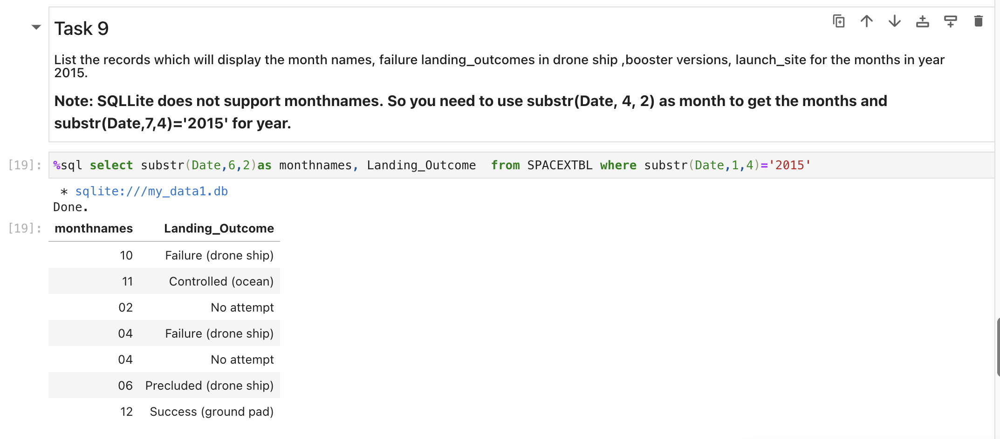 Task 9
List the records which will display the month names, failure landing_outcomes in drone ship ,booster versions, launch_site for the months in year
2015.
Note: SQLLite does not support monthnames. So you need to use substr(Date, 4, 2) as month to get the months and
substr(Date,7,4)='2015' for year.
[19]: %sql select substr(Date,6,2)as monthnames, Landing_Outcome  from SPACEXTBL where substr(Date,1,4)='2015'
* sqlite:///my_data1.db
Done.
[19]: monthnames Landing_Outcome
10 Failure (drone ship)
11 Controlled (ocean)
02 No attempt
04 Failure (drone ship)
04 No attempt
06 Precluded (drone ship)
12 Success (ground pad)